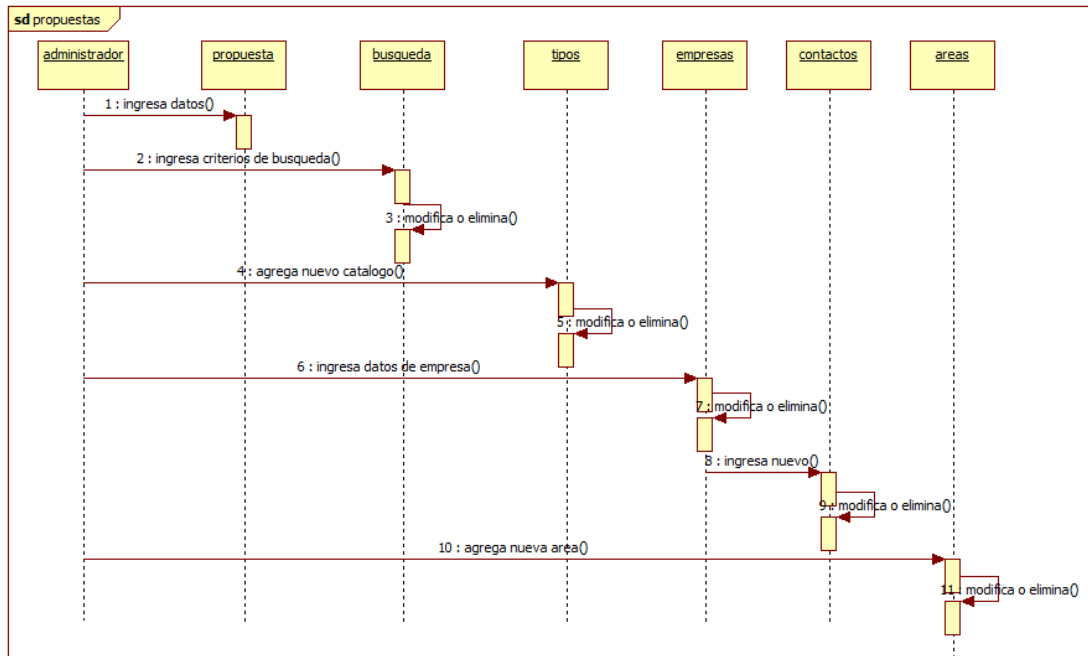 sd propuestas
administrador propuesta busqueda tipos empresas contactos areas
1 : ingresa datos()
2 : ingresa criterios de busqueda()
3 : modifica o elimina()
4 : agrega nuevo catalogo()
5 : modifica o elimina()
6 : ingresa datos de empresa()
7 : modifica o elimina()
8 : ingresa nuevo()
9 : modifica o elimina()
10 : agrega nueva area()
11 : modifica o elimina()